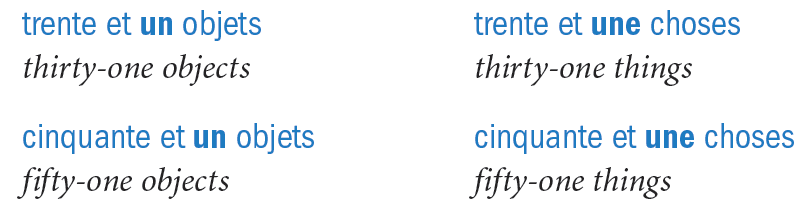 trente et un objets
thirty-one objects
trente et une choses
thirty-one things
cinquante et un objets
fifty-one objects
cinquante et une choses
fifty-one things